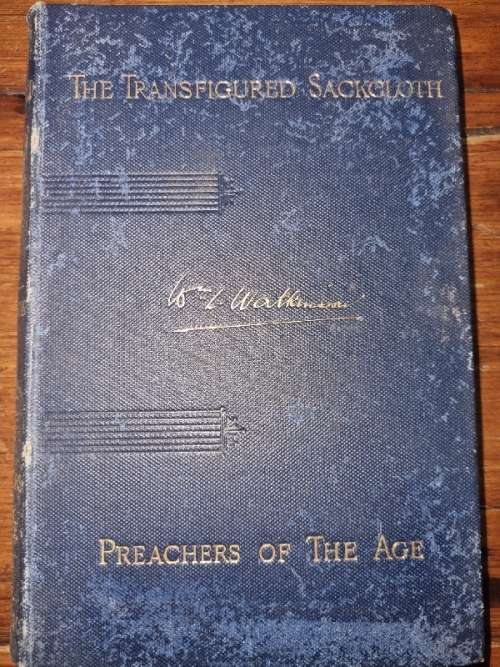 THE TRANSFIGURED SACKCLOTH
Wm L Watkinson
PREACHERS OF THE AGE